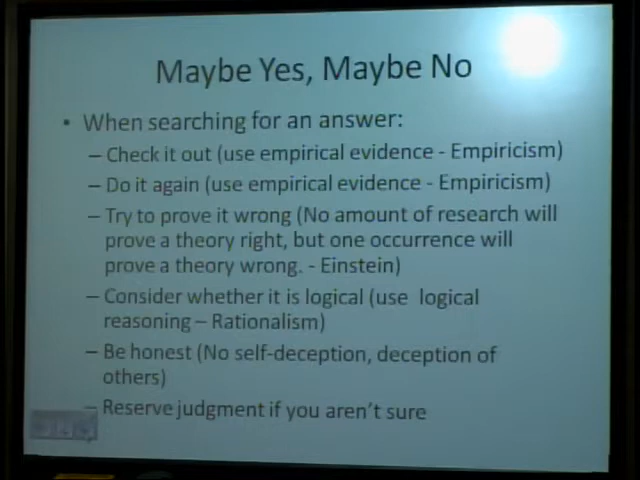 Maybe Yes, Maybe No
• When searching for an answer:
– Check it out (use empirical evidence - Empiricism)
– Do it again (use empirical evidence - Empiricism)
– Try to prove it wrong (No amount of research will
prove a theory right, but one occurrence will
prove a theory wrong. - Einstein)
– Consider whether it is logical (use logical
reasoning – Rationalism)
– Be honest (No self-deception, deception of
others)
– Reserve judgment if you aren't sure